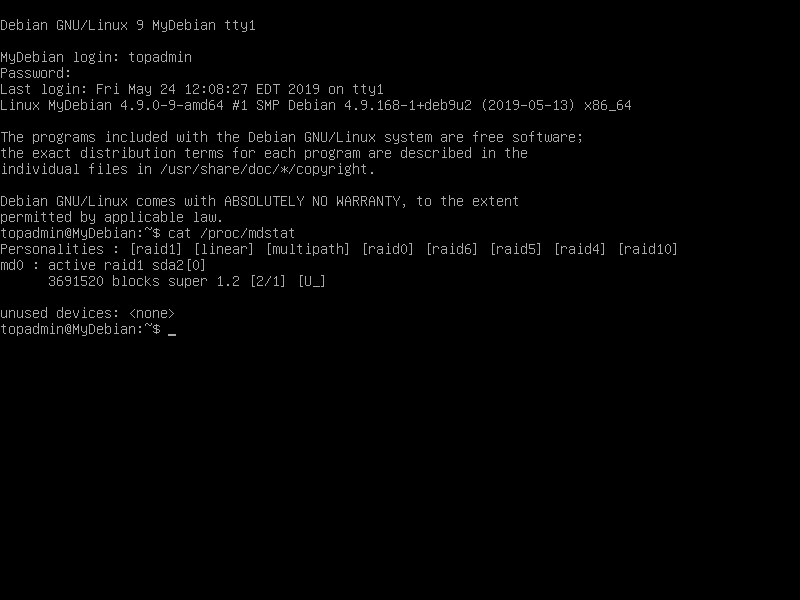 Debian GNU/Linux 9 MyDebian tty1
MyDebian login: topadmin
Password:
Last login: Fri May 24 12:08:27 EDT 2019 on tty1
Linux MyDebian 4.9.0-9-amd64 #1 SMP Debian 4.9.168-1+deb9u2 (2019-05-13) x86_64
The programs included with the Debian GNU/Linux system are free software;
the exact distribution terms for each program are described in the
individual files in /usr/share/doc/*/copyright.
Debian GNU/Linux comes with ABSOLUTELY NO WARRANTY, to the extent
permitted by applicable law.
topadmin@MyDebian:~$ cat /proc/mdstat
Personalities : [raid1] [linear] [multipath] [raid0] [raid6] [raid5] [raid4] [raid10]
md0 : active raid1 sda2[0]
      3691520 blocks super 1.2 [2/1] [U_]
unused devices: <none>
topadmin@MyDebian:~$ _